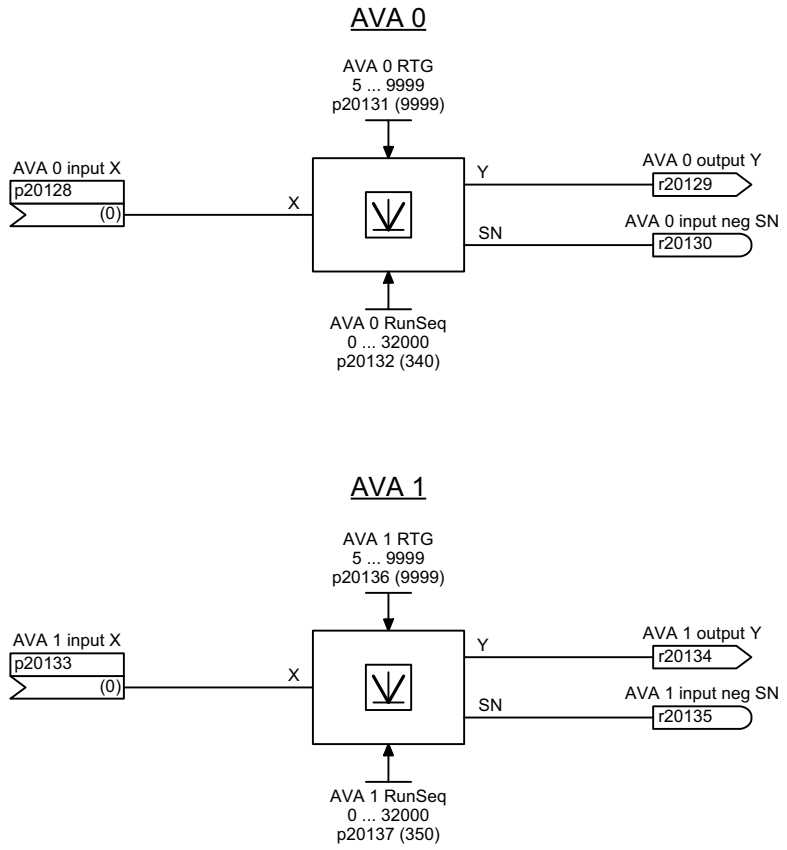 AVA 0
AVA 0 RTG
5 ... 9999
p20131 (9999)
AVA 0 input X
p20128
(0)
X
Y
SN
AVA 0 output Y
r20129
AVA 0 input neg SN
r20130
AVA 0 RunSeq
0 ... 32000
p20132 (340)
AVA 1
AVA 1 RTG
5 ... 9999
p20136 (9999)
AVA 1 input X
p20133
(0)
X
Y
SN
AVA 1 output Y
r20134
AVA 1 input neg SN
r20135
AVA 1 RunSeq
0 ... 32000
p20137 (350)